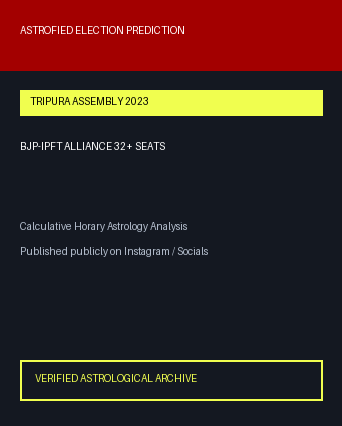 ASTROFIED ELECTION PREDICTION
TRIPURA ASSEMBLY 2023
BJP-IPFT ALLIANCE 32+ SEATS
Calculative Horary Astrology Analysis
Published publicly on Instagram / Socials
VERIFIED ASTROLOGICAL ARCHIVE